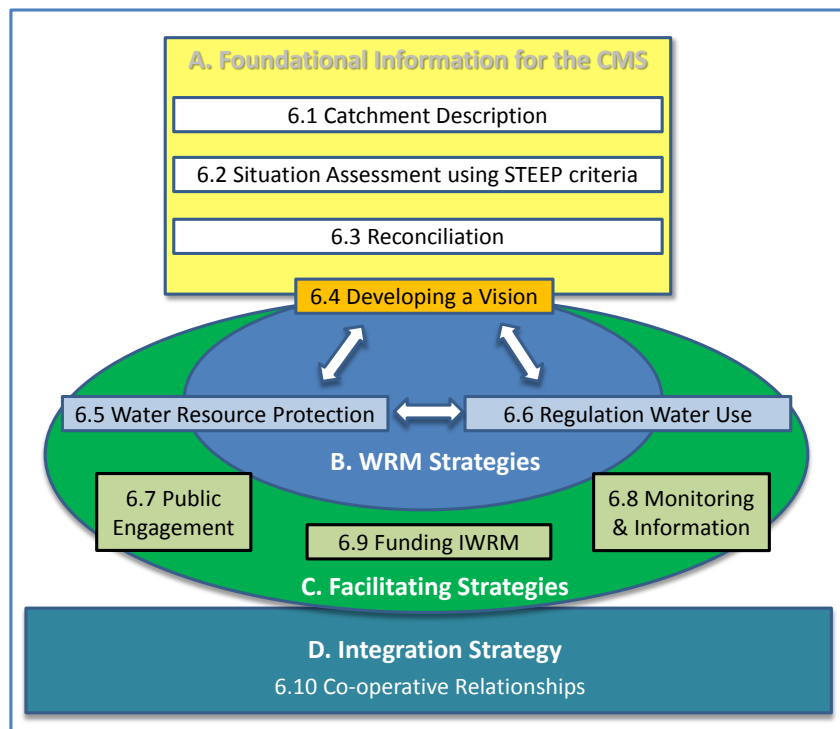 A. Foundational Information for the CMS
6.1 Catchment Description
6.2 Situation Assessment using STEEP criteria
6.3 Reconciliation
6.4 Developing a Vision
6.5 Water Resource Protection
6.6 Regulation Water Use
B. WRM Strategies
6.7 Public
Engagement
6.8 Monitoring
& Information
6.9 Funding IWRM
C. Facilitating Strategies
D. Integration Strategy
6.10 Co-operative Relationships